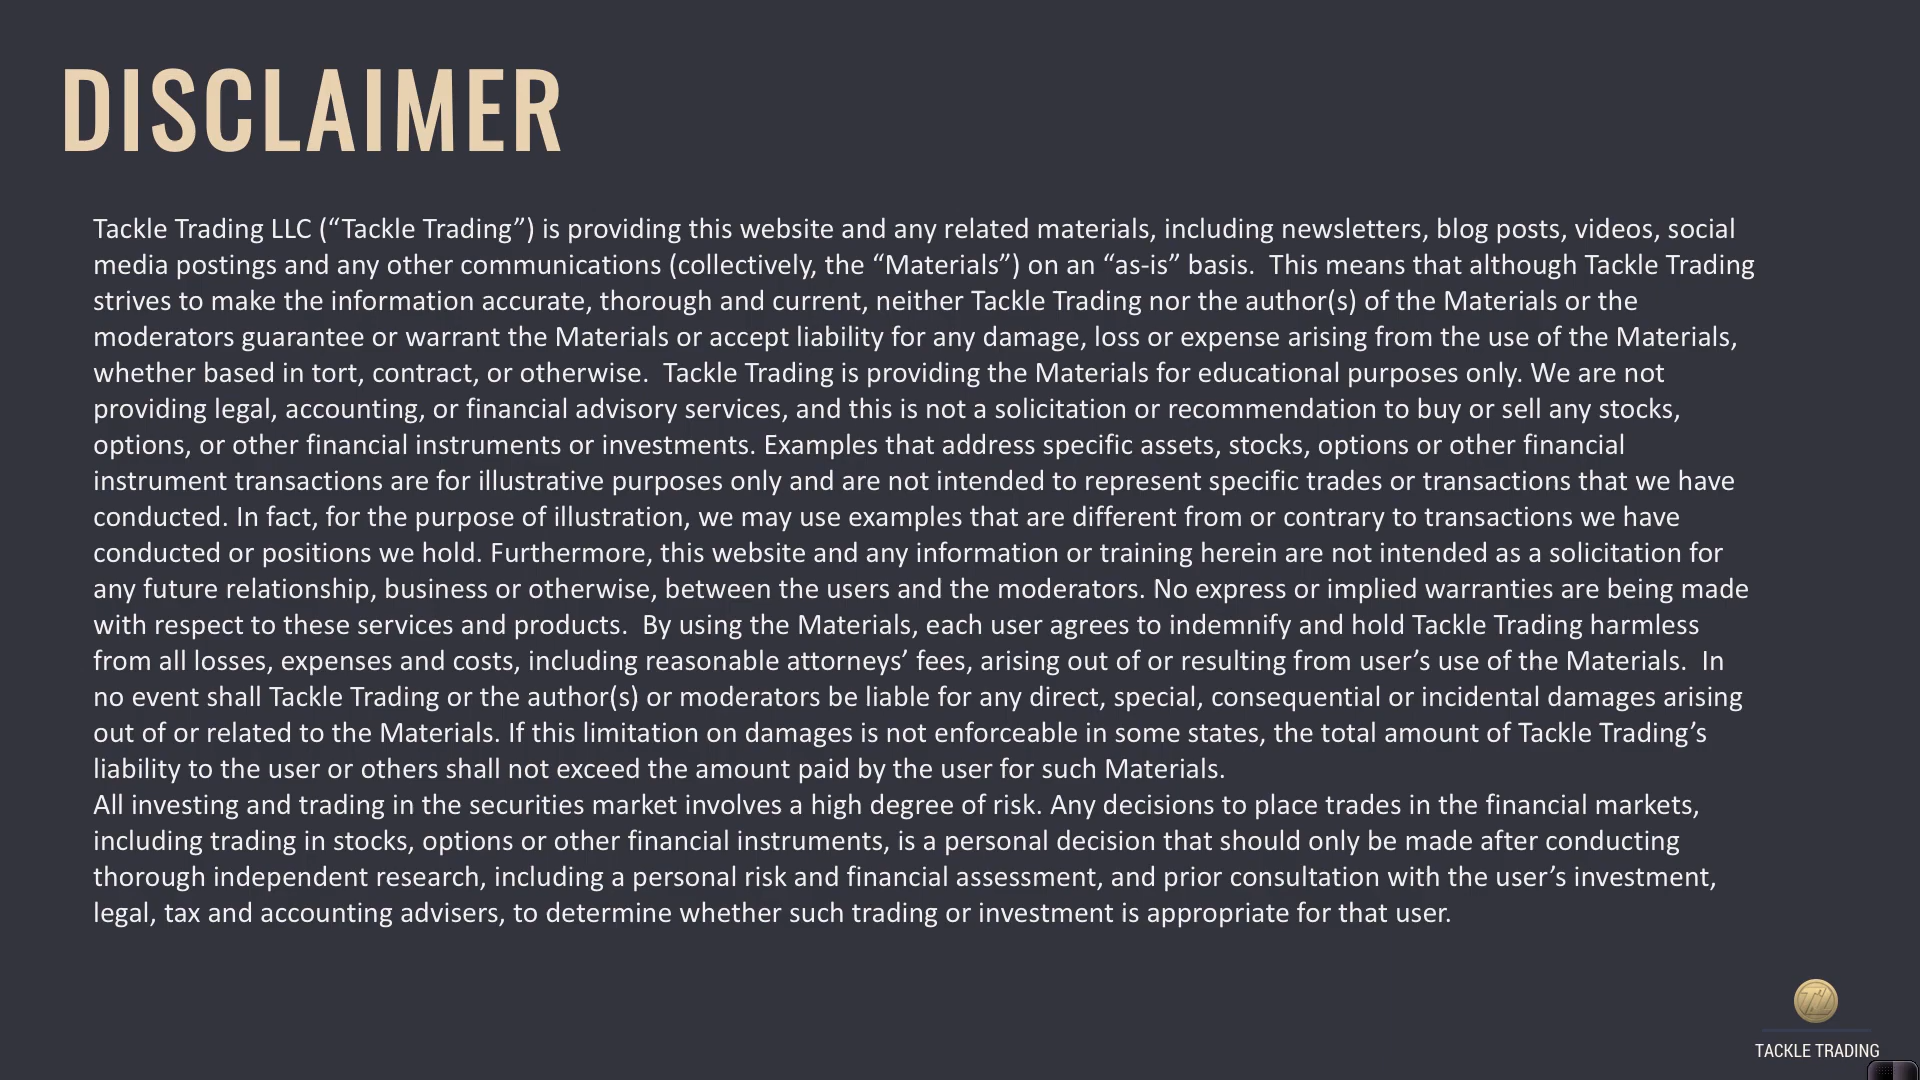 DISCLAIMER
Tackle Trading LLC (“Tackle Trading”) is providing this website and any related materials, including newsletters, blog posts, videos, social
media postings and any other communications (collectively, the “Materials”) on an “as-is” basis.  This means that although Tackle Trading
strives to make the information accurate, thorough and current, neither Tackle Trading nor the author(s) of the Materials or the
moderators guarantee or warrant the Materials or accept liability for any damage, loss or expense arising from the use of the Materials,
whether based in tort, contract, or otherwise.  Tackle Trading is providing the Materials for educational purposes only. We are not
providing legal, accounting, or financial advisory services, and this is not a solicitation or recommendation to buy or sell any stocks,
options, or other financial instruments or investments. Examples that address specific assets, stocks, options or other financial
instrument transactions are for illustrative purposes only and are not intended to represent specific trades or transactions that we have
conducted. In fact, for the purpose of illustration, we may use examples that are different from or contrary to transactions we have
conducted or positions we hold. Furthermore, this website and any information or training herein are not intended as a solicitation for
any future relationship, business or otherwise, between the users and the moderators. No express or implied warranties are being made
with respect to these services and products.  By using the Materials, each user agrees to indemnify and hold Tackle Trading harmless
from all losses, expenses and costs, including reasonable attorneys’ fees, arising out of or resulting from user’s use of the Materials.  In
no event shall Tackle Trading or the author(s) or moderators be liable for any direct, special, consequential or incidental damages arising
out of or related to the Materials. If this limitation on damages is not enforceable in some states, the total amount of Tackle Trading’s
liability to the user or others shall not exceed the amount paid by the user for such Materials.
All investing and trading in the securities market involves a high degree of risk. Any decisions to place trades in the financial markets,
including trading in stocks, options or other financial instruments, is a personal decision that should only be made after conducting
thorough independent research, including a personal risk and financial assessment, and prior consultation with the user’s investment,
legal, tax and accounting advisers, to determine whether such trading or investment is appropriate for that user.
TACKLE TRADING